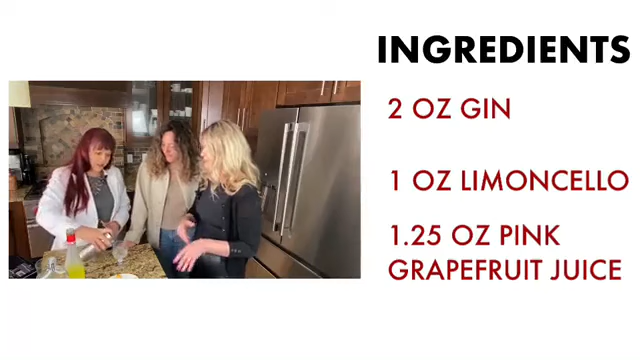 INGREDIENTS
2 OZ GIN
1 OZ LIMONCELLO
1.25 OZ PINK
GRAPEFRUIT JUICE